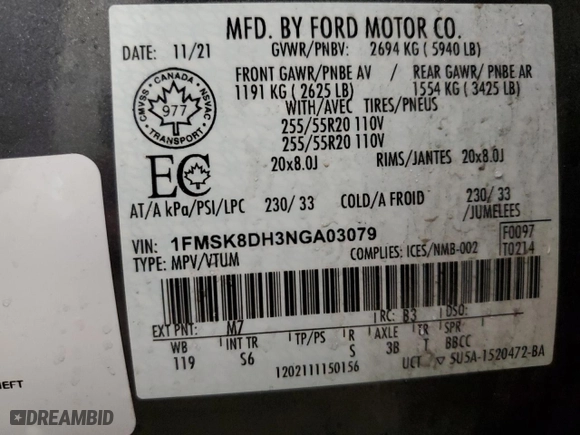 MFD. BY FORD MOTOR CO.
DATE: 11/21 GVWR/PNBV: 2694 KG ( 5940 LB)
FRONT GAWR/PNBE AV / REAR GAWR/ PNBE AR
1191 KG ( 2625 LB) 1554 KG ( 3425 LB)
WITH/AVEC TIRES/PNEUS
255/55R20 110V
255/55R20 110V
20x8.0J RIMS/JANTES 20x8.0J
CANADA
CMVSS NSVAC
977
TRANSPORT
EC
AT/A kPa/PSI/LPC 230/ 33 COLD/A FROID 230/ 33
/JUMELEES
VIN: 1FMSK8DH3NGA03079 F0097
TYPE: MPV/VTUM COMPLIES: ICES/NMB-002 T0214
EXT PNT: M7 RC: 83 DSO:
WB INT TR TP/PS R AXLE TR SPR
119 S6 S 3B T BBCC
1202111150156 UCT 5U5A-1520472-BA
EFT
DREAMBID